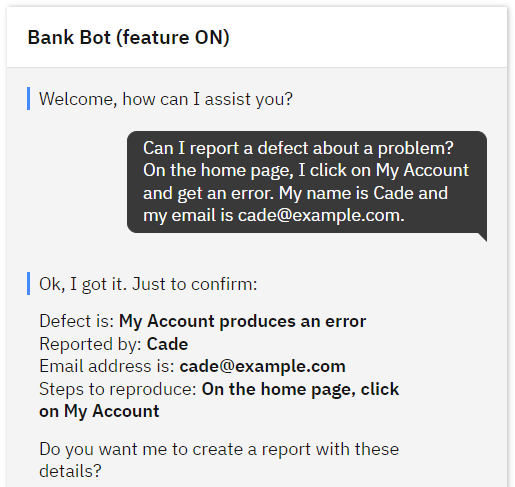 Bank Bot (feature ON)
Welcome, how can I assist you?
Can I report a defect about a problem?
On the home page, I click on My Account
and get an error. My name is Cade and
my email is cade@example.com.
Ok, I got it. Just to confirm:
Defect is: My Account produces an error
Reported by: Cade
Email address is: cade@example.com
Steps to reproduce: On the home page, click
on My Account
Do you want me to create a report with these
details?